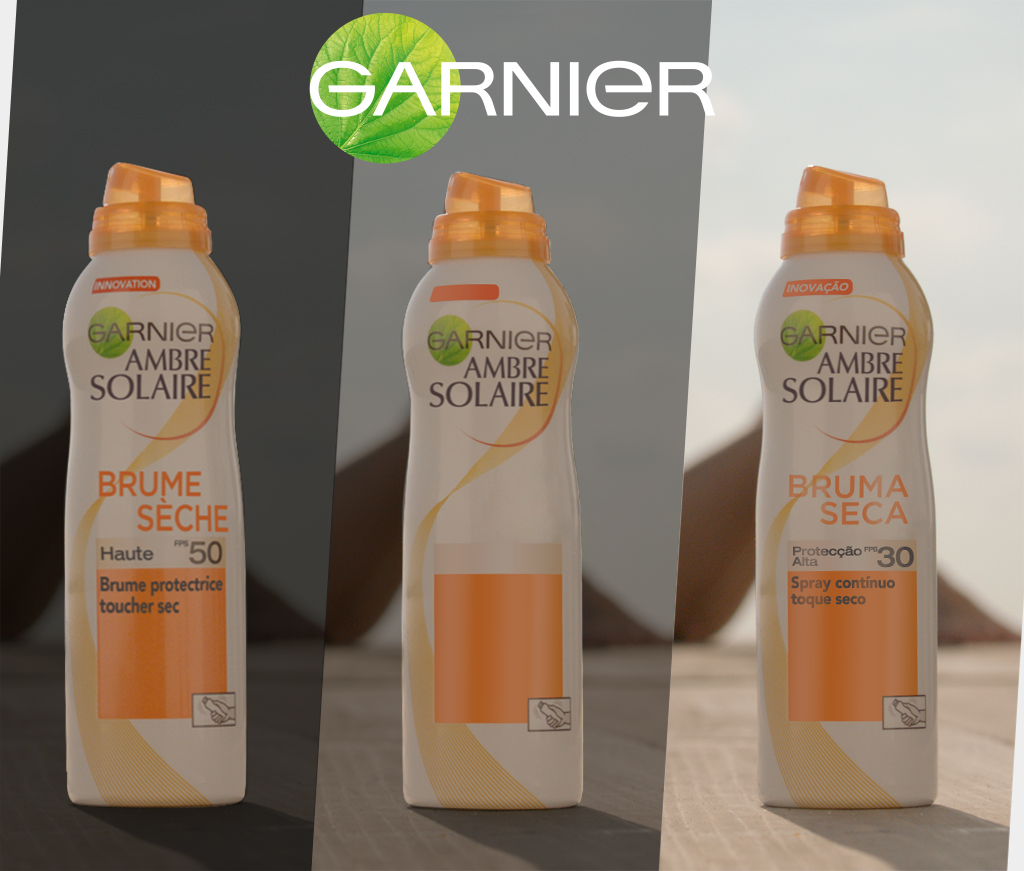 GARNIER
INNOVATION
GARNIER
AMBRE
SOLAIRE
BRUME
SÈCHE
Haute FPS 50
Brume protectrice
toucher sec
GARNIER
AMBRE
SOLAIRE
INOVAÇÃO
GARNIER
AMBRE
SOLAIRE
BRUMA
SECA
Protecção FPS 30
Alta
Spray contínuo
toque seco